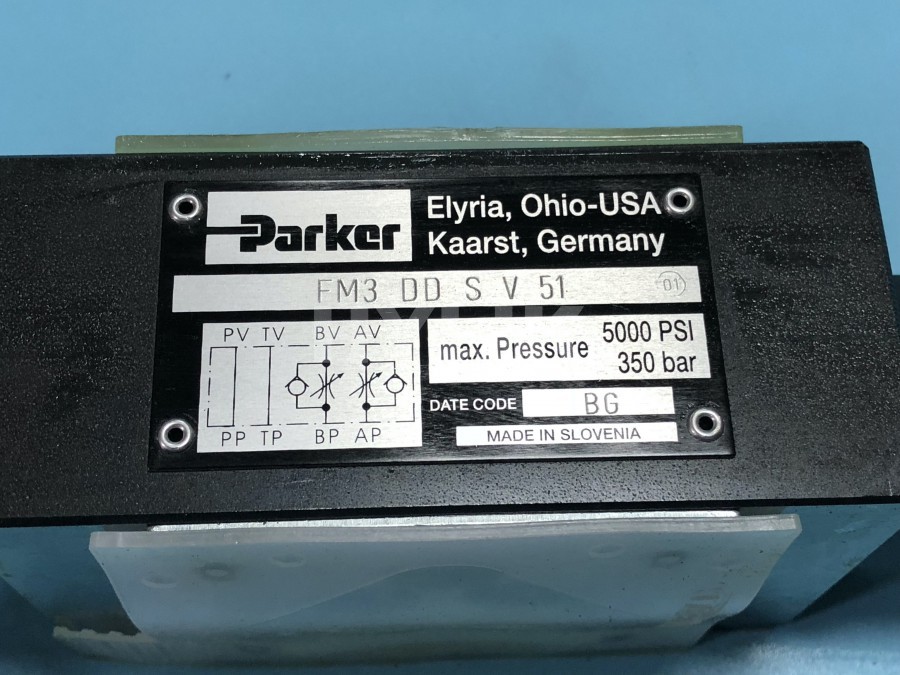 Parker
Elyria, Ohio-USA
Kaarst, Germany
FM3 DD S V 51
01
PV TV BV AV
PP TP BP AP
max. Pressure 5000 PSI
350 bar
DATE CODE BG
MADE IN SLOVENIA